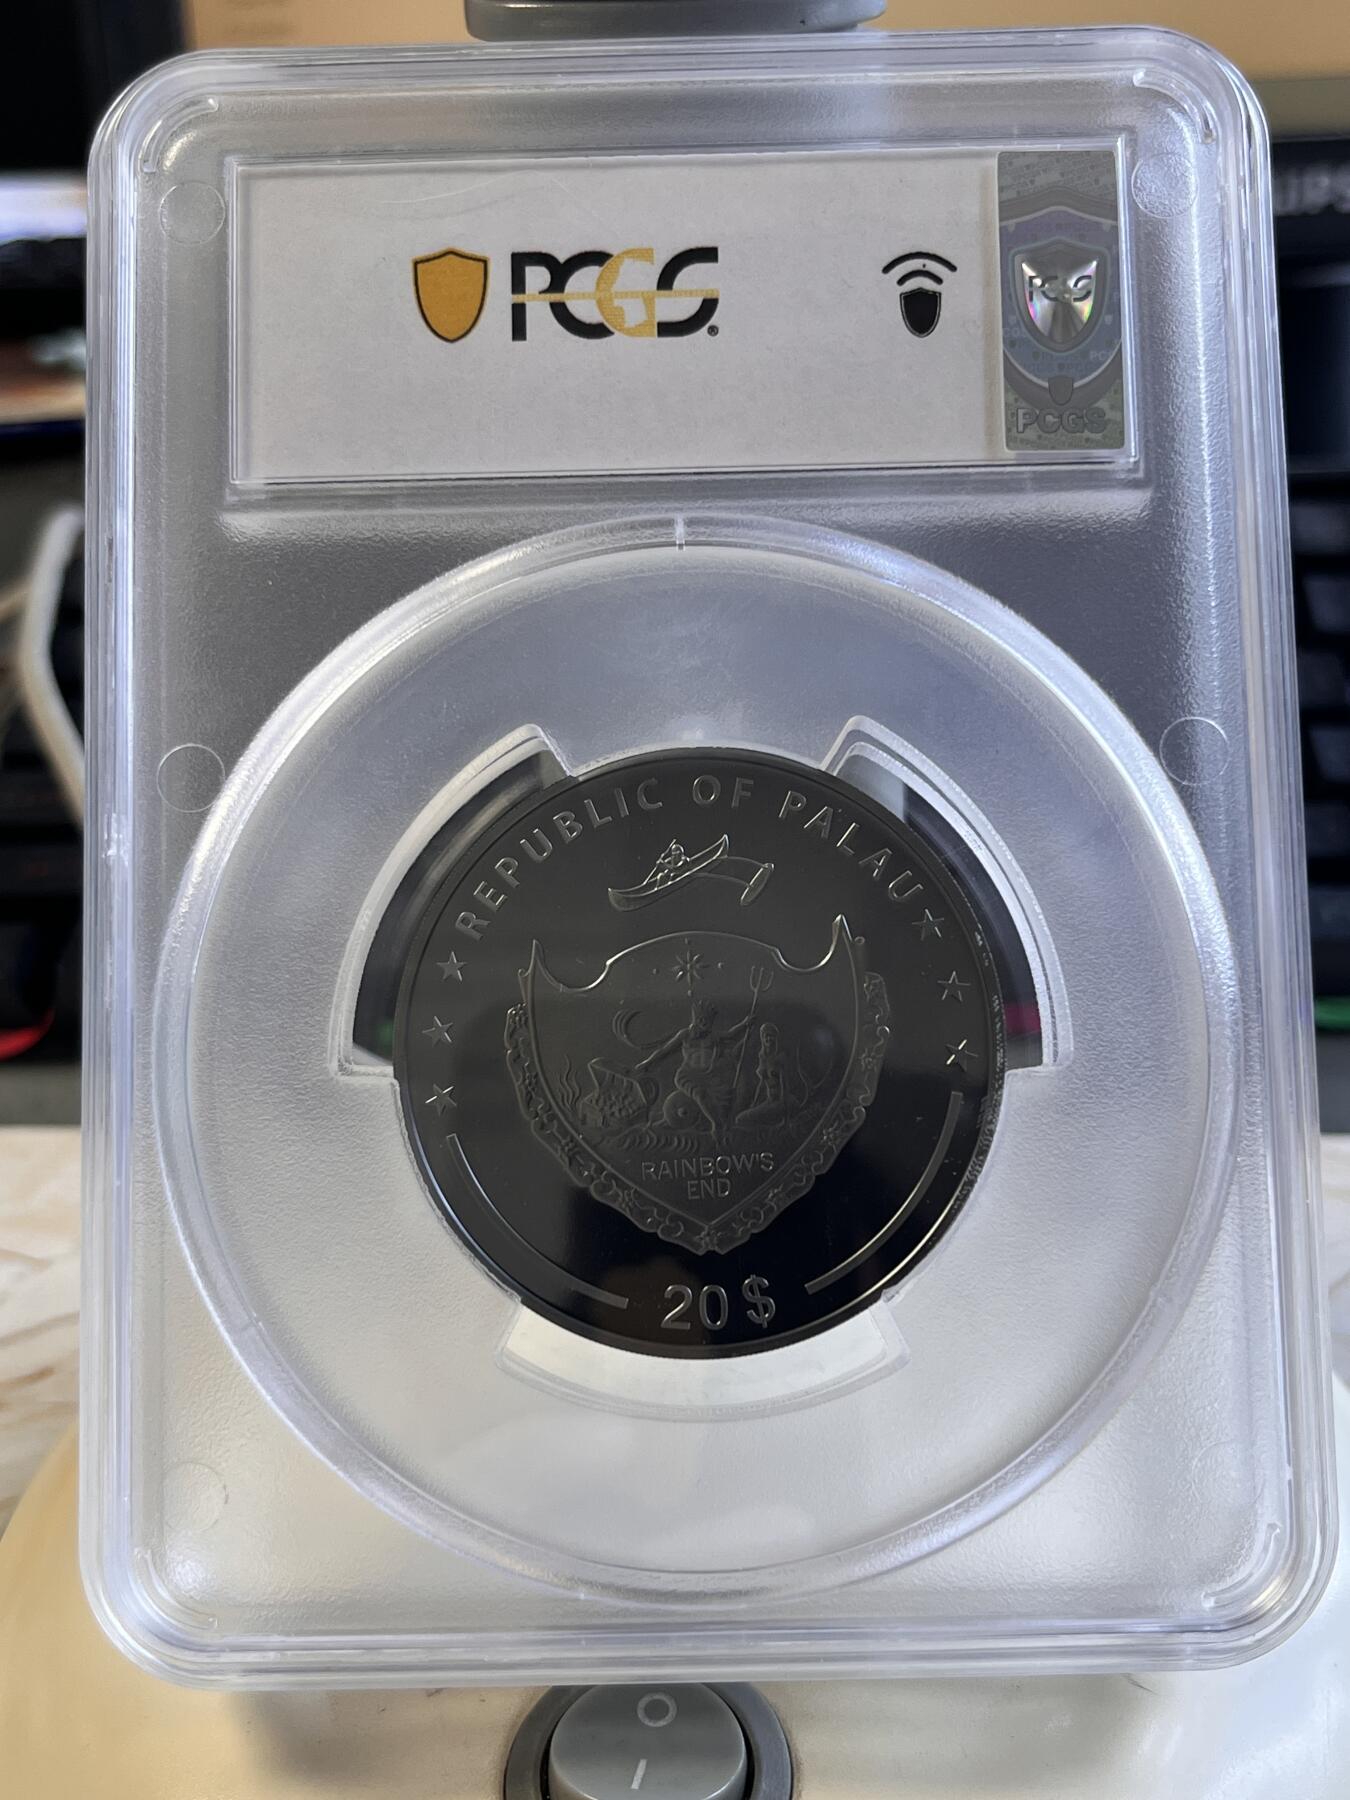 PCGS®
PCGS
PCGS
REPUBLIC OF PALAU
RAINBOW'S
END
20 $